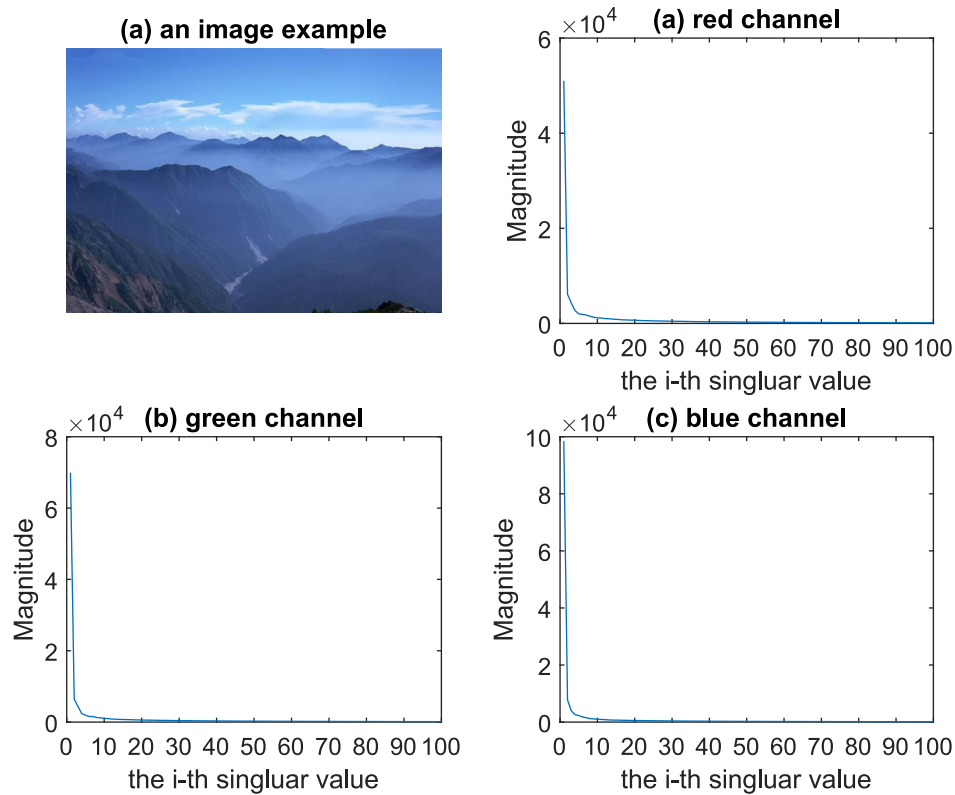 (a) an image example
(a) red channel
×10^4
6
4
2
0
Magnitude
0 10 20 30 40 50 60 70 80 90 100
the i-th singluar value
(b) green channel
×10^4
8
6
4
2
0
Magnitude
0 10 20 30 40 50 60 70 80 90 100
the i-th singluar value
(c) blue channel
×10^4
10
8
6
4
2
0
Magnitude
0 10 20 30 40 50 60 70 80 90 100
the i-th singluar value